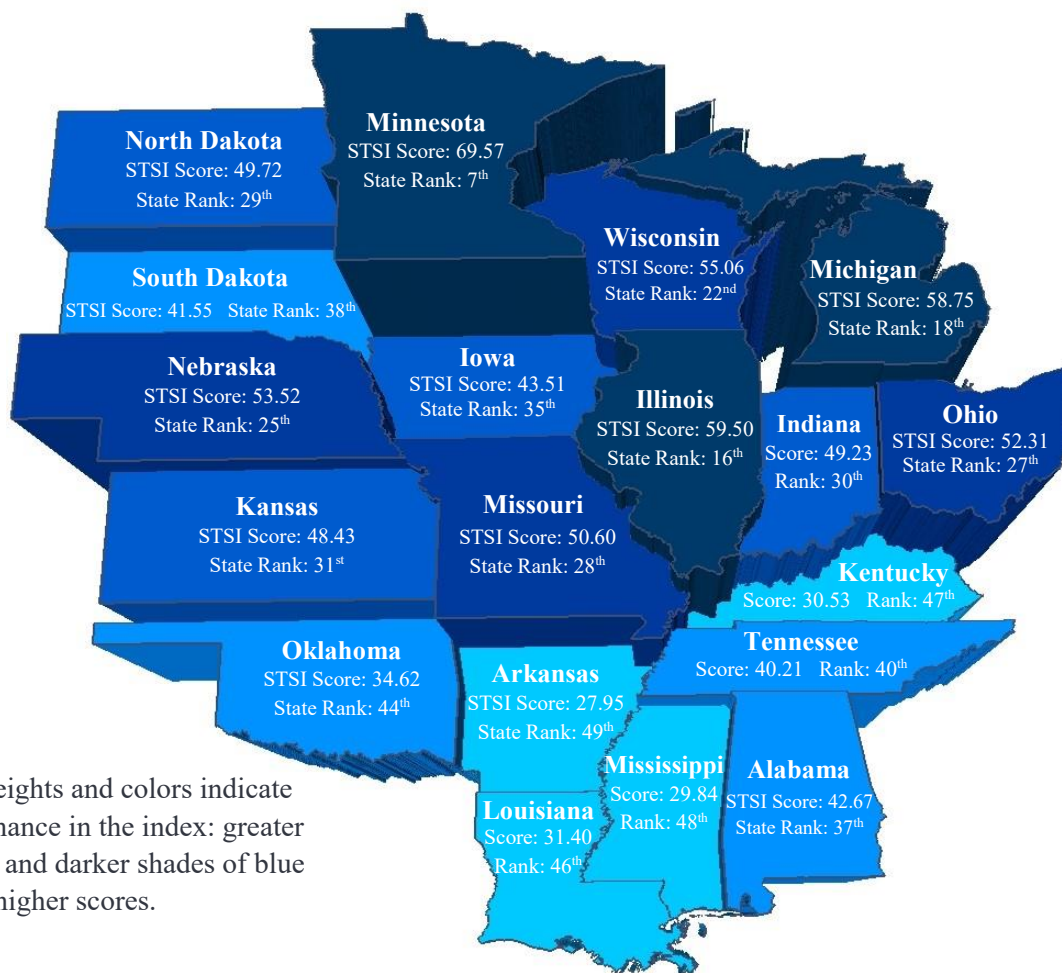 Minnesota
STSI Score: 69.57
State Rank: 7th
North Dakota
STSI Score: 49.72
State Rank: 29th
Wisconsin
STSI Score: 55.06
State Rank: 22nd
Michigan
STSI Score: 58.75
State Rank: 18th
South Dakota
STSI Score: 41.55 State Rank: 38th
Nebraska
STSI Score: 53.52
State Rank: 25th
Iowa
STSI Score: 43.51
State Rank: 35th
Illinois
STSI Score: 59.50
State Rank: 16th
Indiana
Score: 49.23
Rank: 30th
Ohio
STSI Score: 52.31
State Rank: 27th
Kansas
STSI Score: 48.43
State Rank: 31st
Missouri
STSI Score: 50.60
State Rank: 28th
Kentucky
Score: 30.53 Rank: 47th
Tennessee
Score: 40.21 Rank: 40th
Oklahoma
STSI Score: 34.62
State Rank: 44th
Arkansas
STSI Score: 27.95
State Rank: 49th
Mississippi
Score: 29.84
Rank: 48th
Alabama
STSI Score: 42.67
State Rank: 37th
Louisiana
Score: 31.40
Rank: 46th
eights and colors indicate
nance in the index: greater
and darker shades of blue
higher scores.